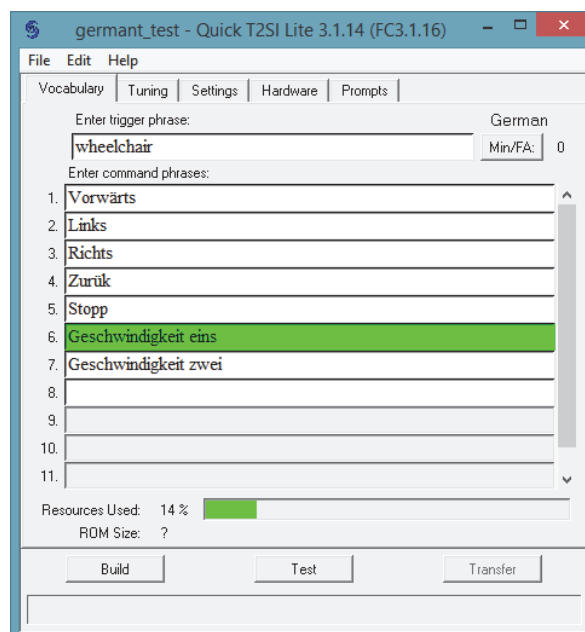 germant_test - Quick T2SI Lite 3.1.14 (FC3.1.16)
File Edit Help
Vocabulary Tuning Settings Hardware Prompts
Enter trigger phrase: German
wheelchair Min/FA: 0
Enter command phrases:
1. Vorwärts
2. Links
3. Richts
4. Zurük
5. Stopp
6. Geschwindigkeit eins
7. Geschwindigkeit zwei
8.
9.
10.
11.
Resources Used: 14 %
ROM Size: ?
Build Test Transfer